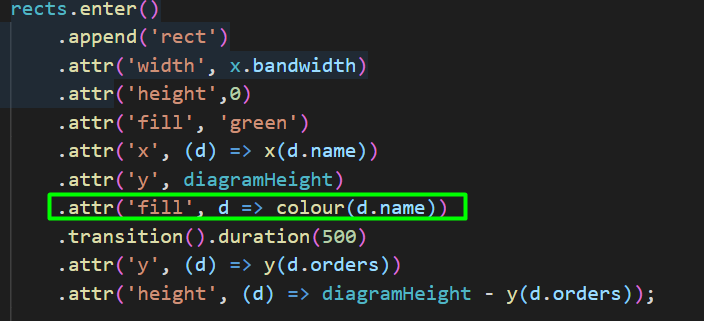 rects.enter()
.append('rect')
.attr('width', x.bandwidth)
.attr('height',0)
.attr('fill', 'green')
.attr('x', (d) => x(d.name))
.attr('y', diagramHeight)
.attr('fill', d => colour(d.name))
.transition().duration(500)
.attr('y', (d) => y(d.orders))
.attr('height', (d) => diagramHeight - y(d.orders));